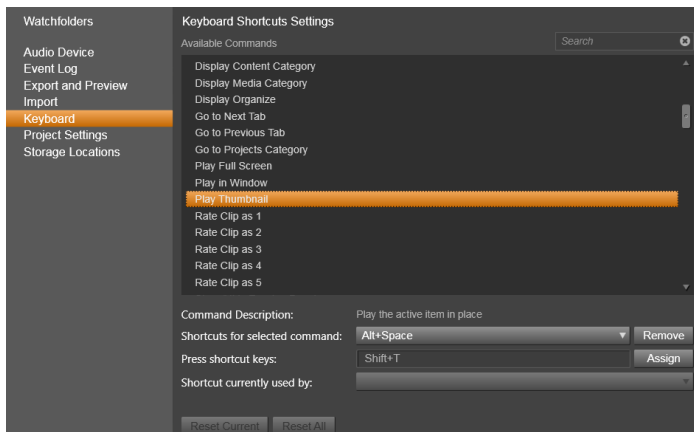 Watchfolders
Audio Device
Event Log
Export and Preview
Import
Keyboard
Project Settings
Storage Locations
Keyboard Shortcuts Settings
Available Commands
Search
Display Content Category
Display Media Category
Display Organize
Go to Next Tab
Go to Previous Tab
Go to Projects Category
Play Full Screen
Play in Window
Play Thumbnail
Rate Clip as 1
Rate Clip as 2
Rate Clip as 3
Rate Clip as 4
Rate Clip as 5
Command Description: Play the active item in place
Shortcuts for selected command: Alt+Space Remove
Press shortcut keys: Shift+T Assign
Shortcut currently used by:
Reset Current Reset All